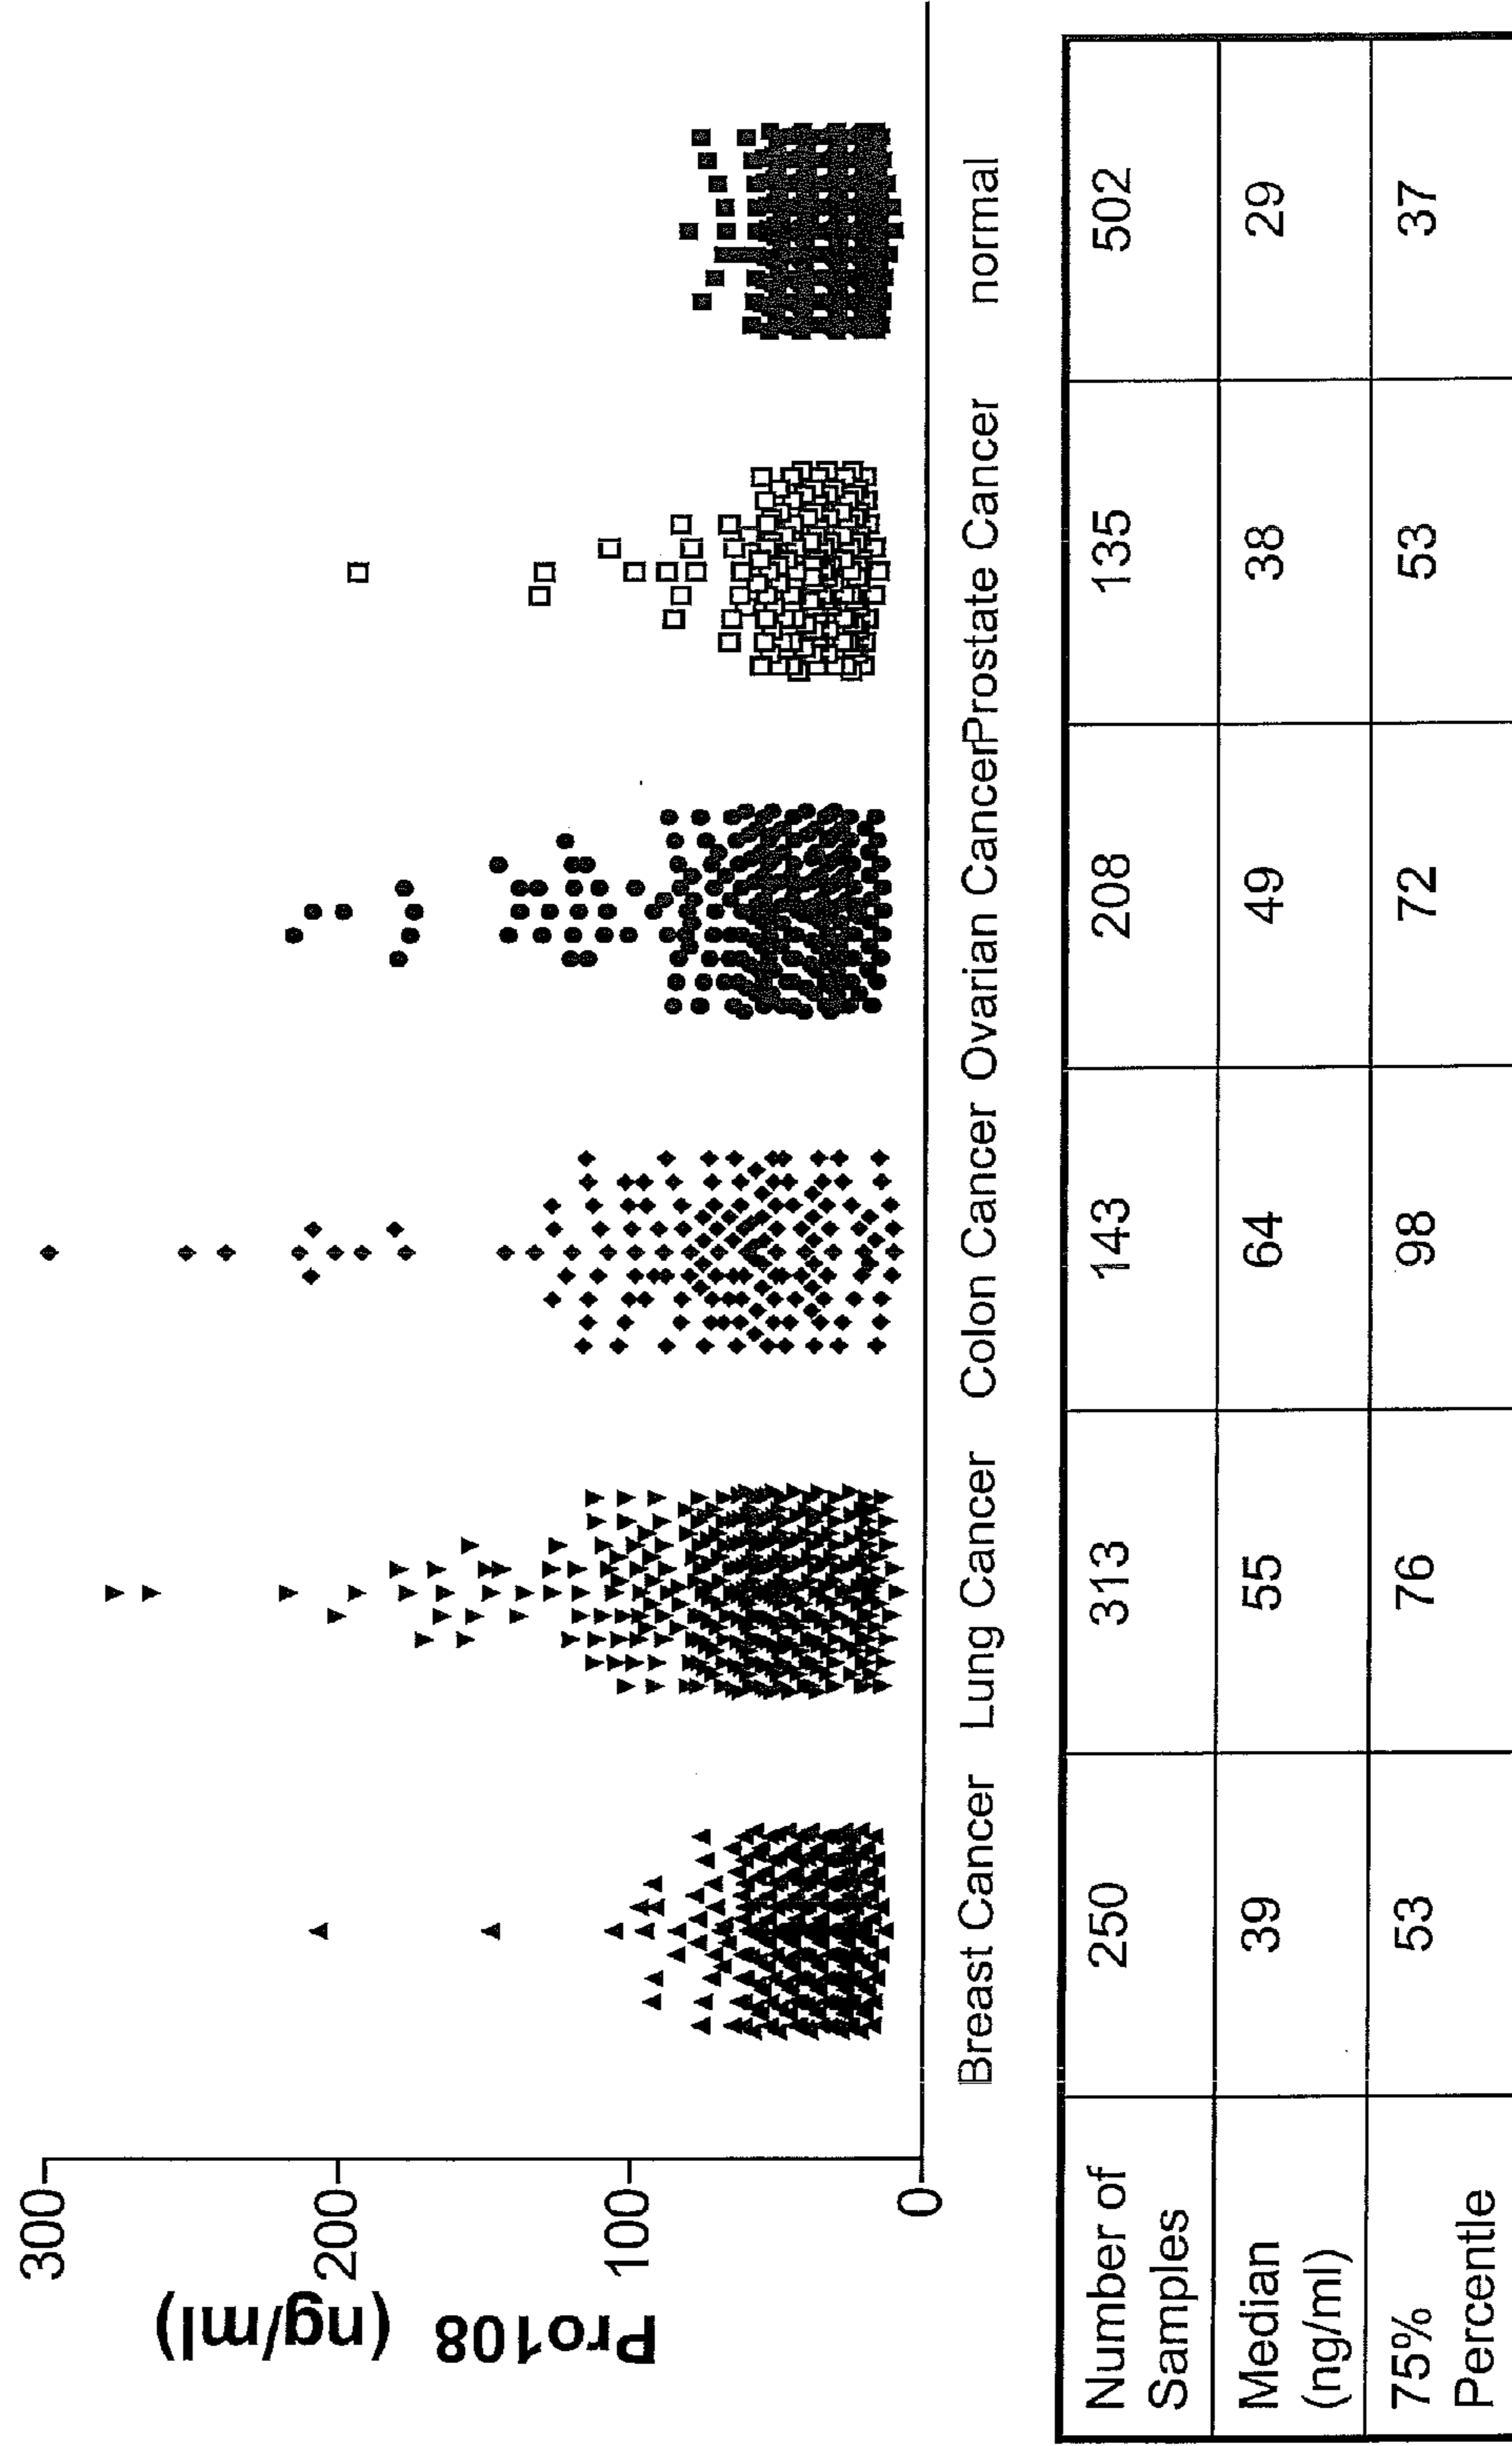 300
200
100
0
Pro108
(ng/ml)
Breast Cancer Lung Cancer Colon Cancer Ovarian Cancer Prostate Cancer normal
Number of Samples 250 313 143 208 135 502
Median (ng/ml) 39 55 64 49 38 29
75% Percentle 53 76 98 72 53 37